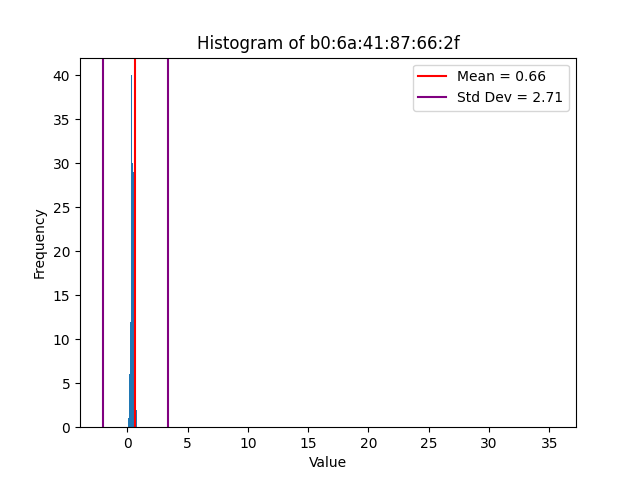 Histogram of b0:6a:41:87:66:2f
Mean = 0.66
Std Dev = 2.71
Frequency
40
35
30
25
20
15
10
5
0
0 5 10 15 20 25 30 35
Value